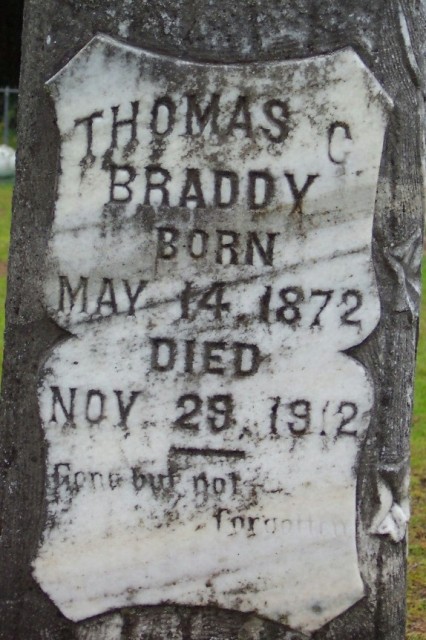 THOMAS C
BRADDY
BORN
MAY 14, 1872
DIED
NOV. 29, 1912
Gone but not
forgotten